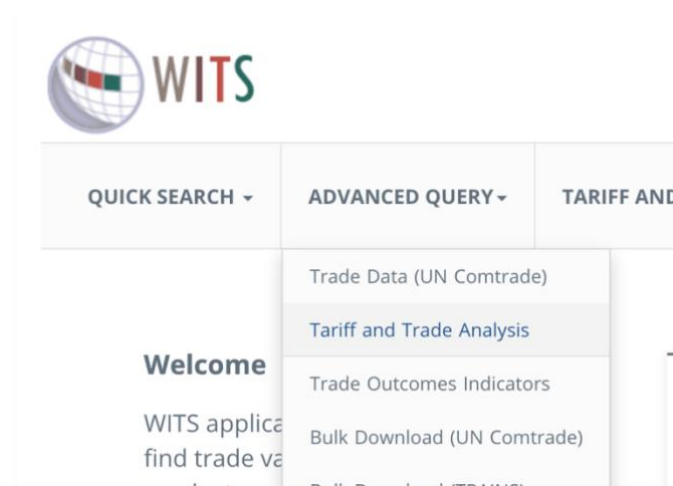 WITS
QUICK SEARCH
ADVANCED QUERY
TARIFF AND
Trade Data (UN Comtrade)
Tariff and Trade Analysis
Trade Outcomes Indicators
Bulk Download (UN Comtrade)
Welcome
WITS applica
find trade va